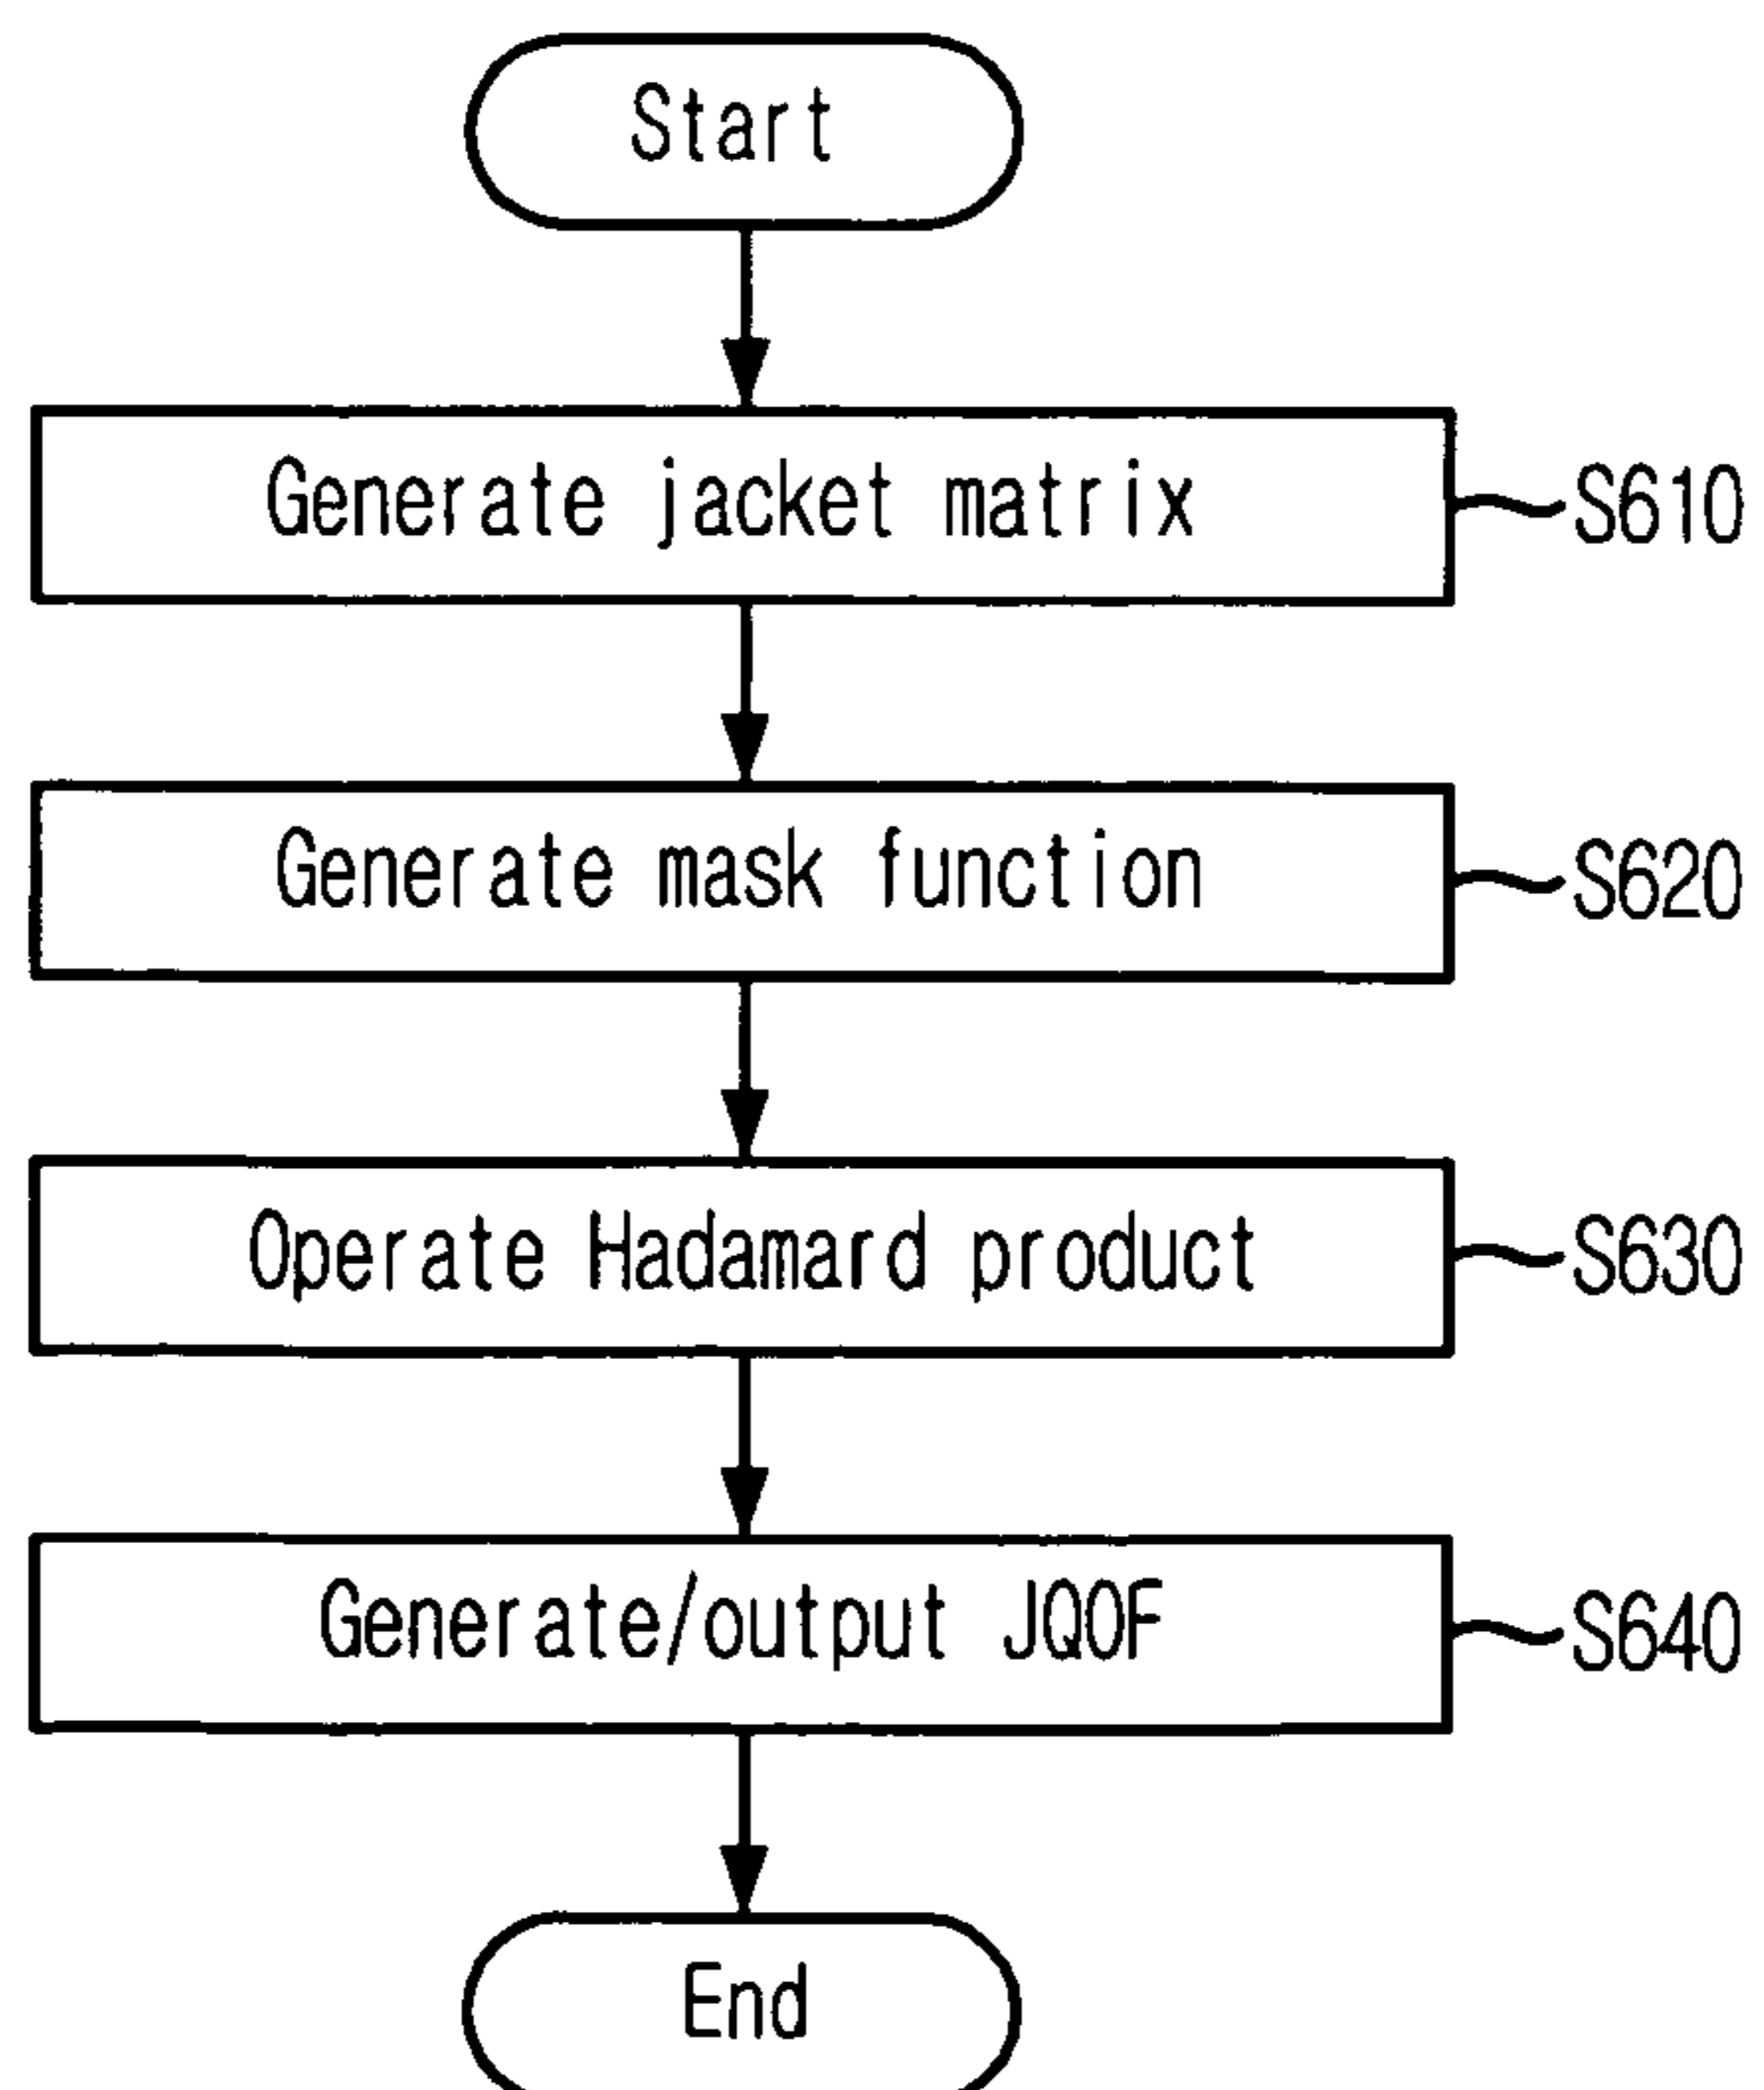 Start
Generate jacket matrix
S610
Generate mask function
S620
Operate Hadamard product
S630
Generate/output JQOF
S640
End